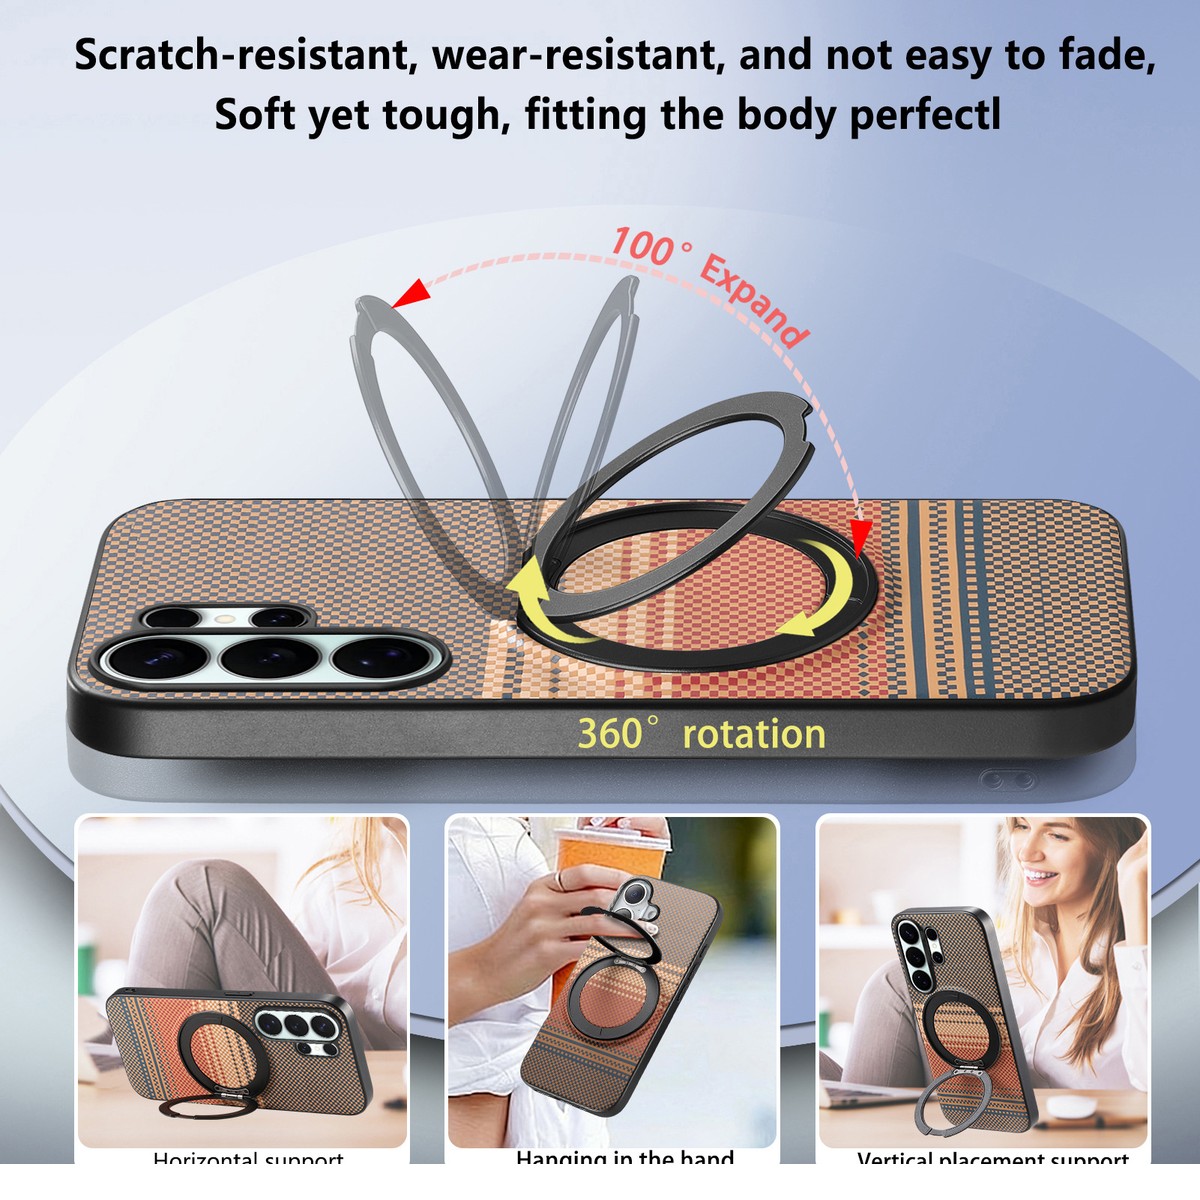 Scratch-resistant, wear-resistant, and not easy to fade,
Soft yet tough, fitting the body perfectl
100° Expand
360° rotation
Horizontal support
Hanging in the hand
Vertical placement support